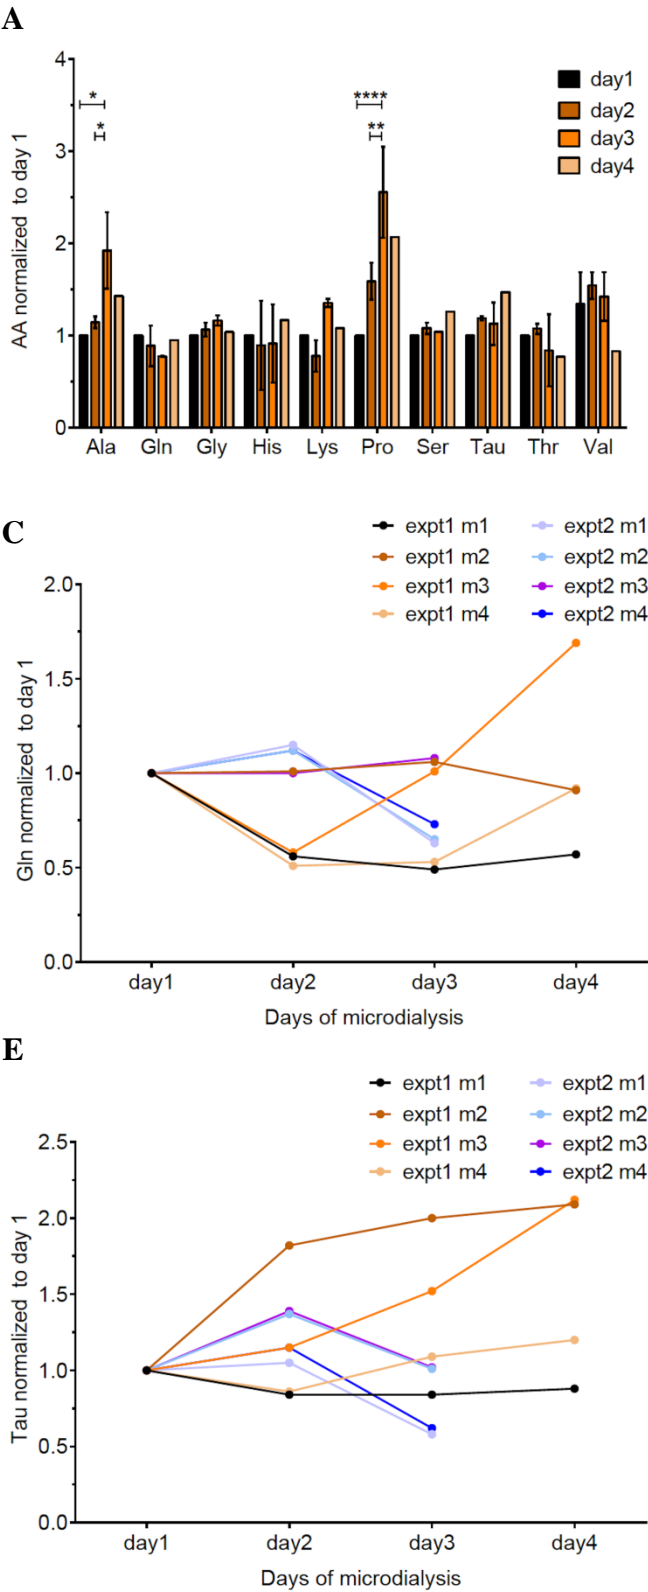 A
AA normalized to day 1
4
3
2
1
0
* 
*
****
**
day1
day2
day3
day4
Ala Gln Gly His Lys Pro Ser Tau Thr Val
C
expt1 m1 expt2 m1
expt1 m2 expt2 m2
expt1 m3 expt2 m3
expt1 m4 expt2 m4
Gln normalized to day 1
2.0
1.5
1.0
0.5
0.0
day1 day2 day3 day4
Days of microdialysis
E
expt1 m1 expt2 m1
expt1 m2 expt2 m2
expt1 m3 expt2 m3
expt1 m4 expt2 m4
Tau normalized to day 1
2.5
2.0
1.5
1.0
0.5
0.0
day1 day2 day3 day4
Days of microdialysis